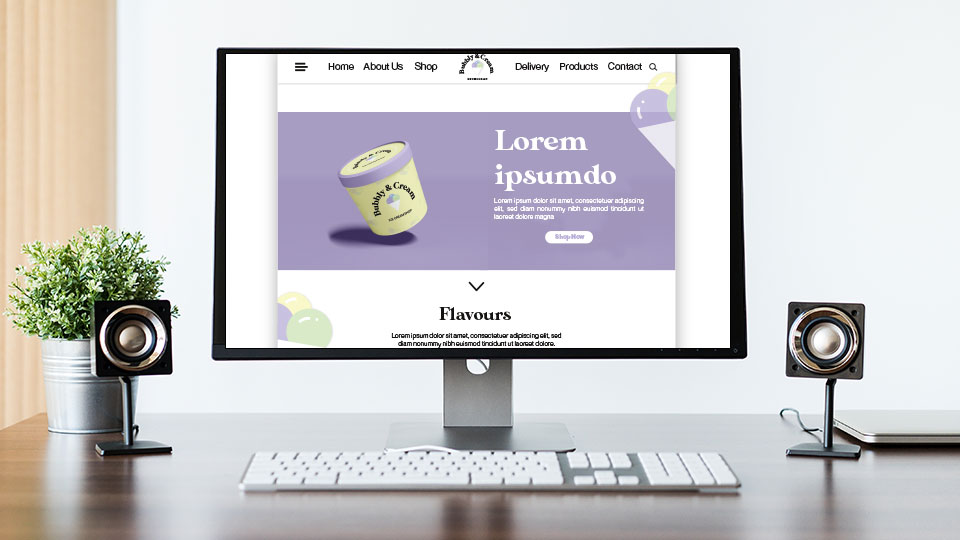 Home About Us Shop Bubbly & Cream Delivery Products Contact
Lorem
ipsumdo
Lorem ipsum dolor sit amet, consectetuer adipiscing
elit, sed diam nonummy nibh euismod tincidunt ut
laoreet dolore magna
Shop Now
Bubbly & Cream
Flavours
Lorem ipsum dolor sit amet, consectetuer adipiscing elit, sed
diam nonummy nibh euismod tincidunt ut laoreet dolore.